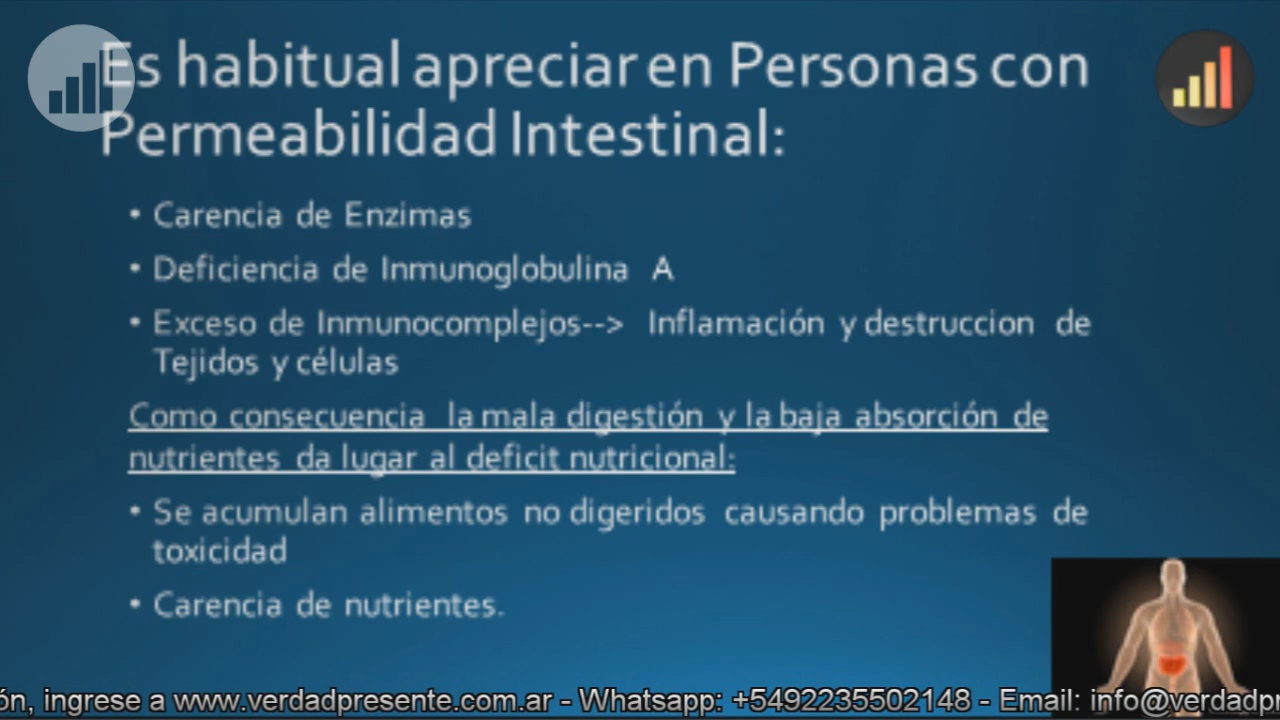 Es habitual apreciar en Personas con
Permeabilidad Intestinal:
• Carencia de Enzimas
• Deficiencia de Inmunoglobulina A
• Exceso de Inmunocomplejos--> Inflamación y destruccion de
Tejidos y células
Como consecuencia la mala digestión y la baja absorción de
nutrientes da lugar al deficit nutricional:
• Se acumulan alimentos no digeridos causando problemas de
toxicidad
• Carencia de nutrientes.
ón, ingrese a www.verdadpresente.com.ar - Whatsapp: +5492235502148 - Email: info@verdadpr